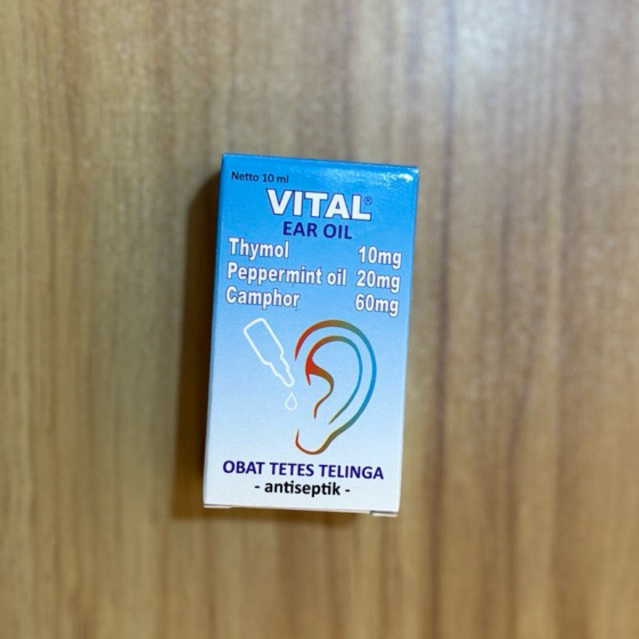 Netto 10 ml
VITAL®
EAR OIL
Thymol 10mg
Peppermint oil 20mg
Camphor 60mg
OBAT TETES TELINGA
- antiseptik -